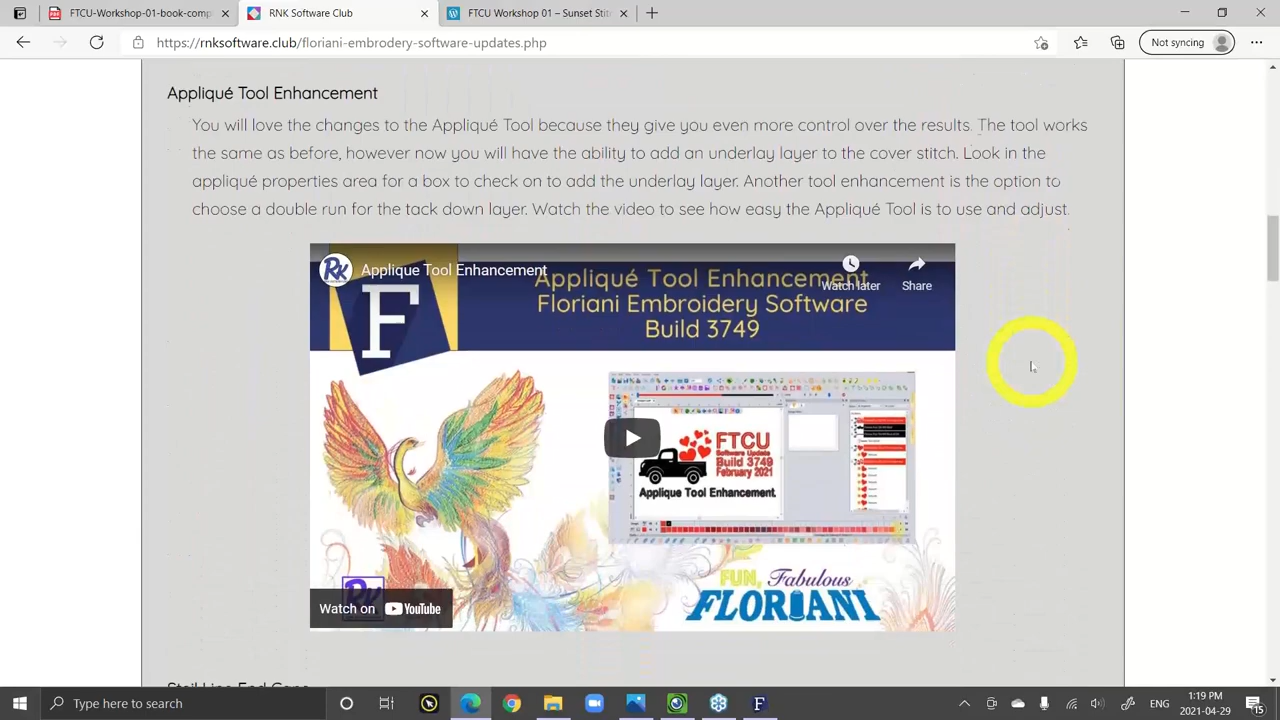 FTCU-Workshop-01-book-comp
RNK Software Club
FTCU Workshop 01 – Sunset Stit
https://rnksoftware.club/floriani-embrodery-software-updates.php
Not syncing
Appliqué Tool Enhancement
You will love the changes to the Appliqué Tool because they give you even more control over the results. The tool works
the same as before, however now you will have the ability to add an underlay layer to the cover stitch. Look in the
appliqué properties area for a box to check on to add the underlay layer. Another tool enhancement is the option to
choose a double run for the tack down layer. Watch the video to see how easy the Appliqué Tool is to use and adjust.
RK
Applique Tool Enhancement
Watch later
Share
F
Appliqué Tool Enhancement
Floriani Embroidery Software
Build 3749
FTCU
Software Update
Build 3749
February 2021
Applique Tool Enhancement
FUN, Fabulous
FLORIANI
Watch on YouTube
Type here to search
ENG
1:19 PM
2021-04-29
15